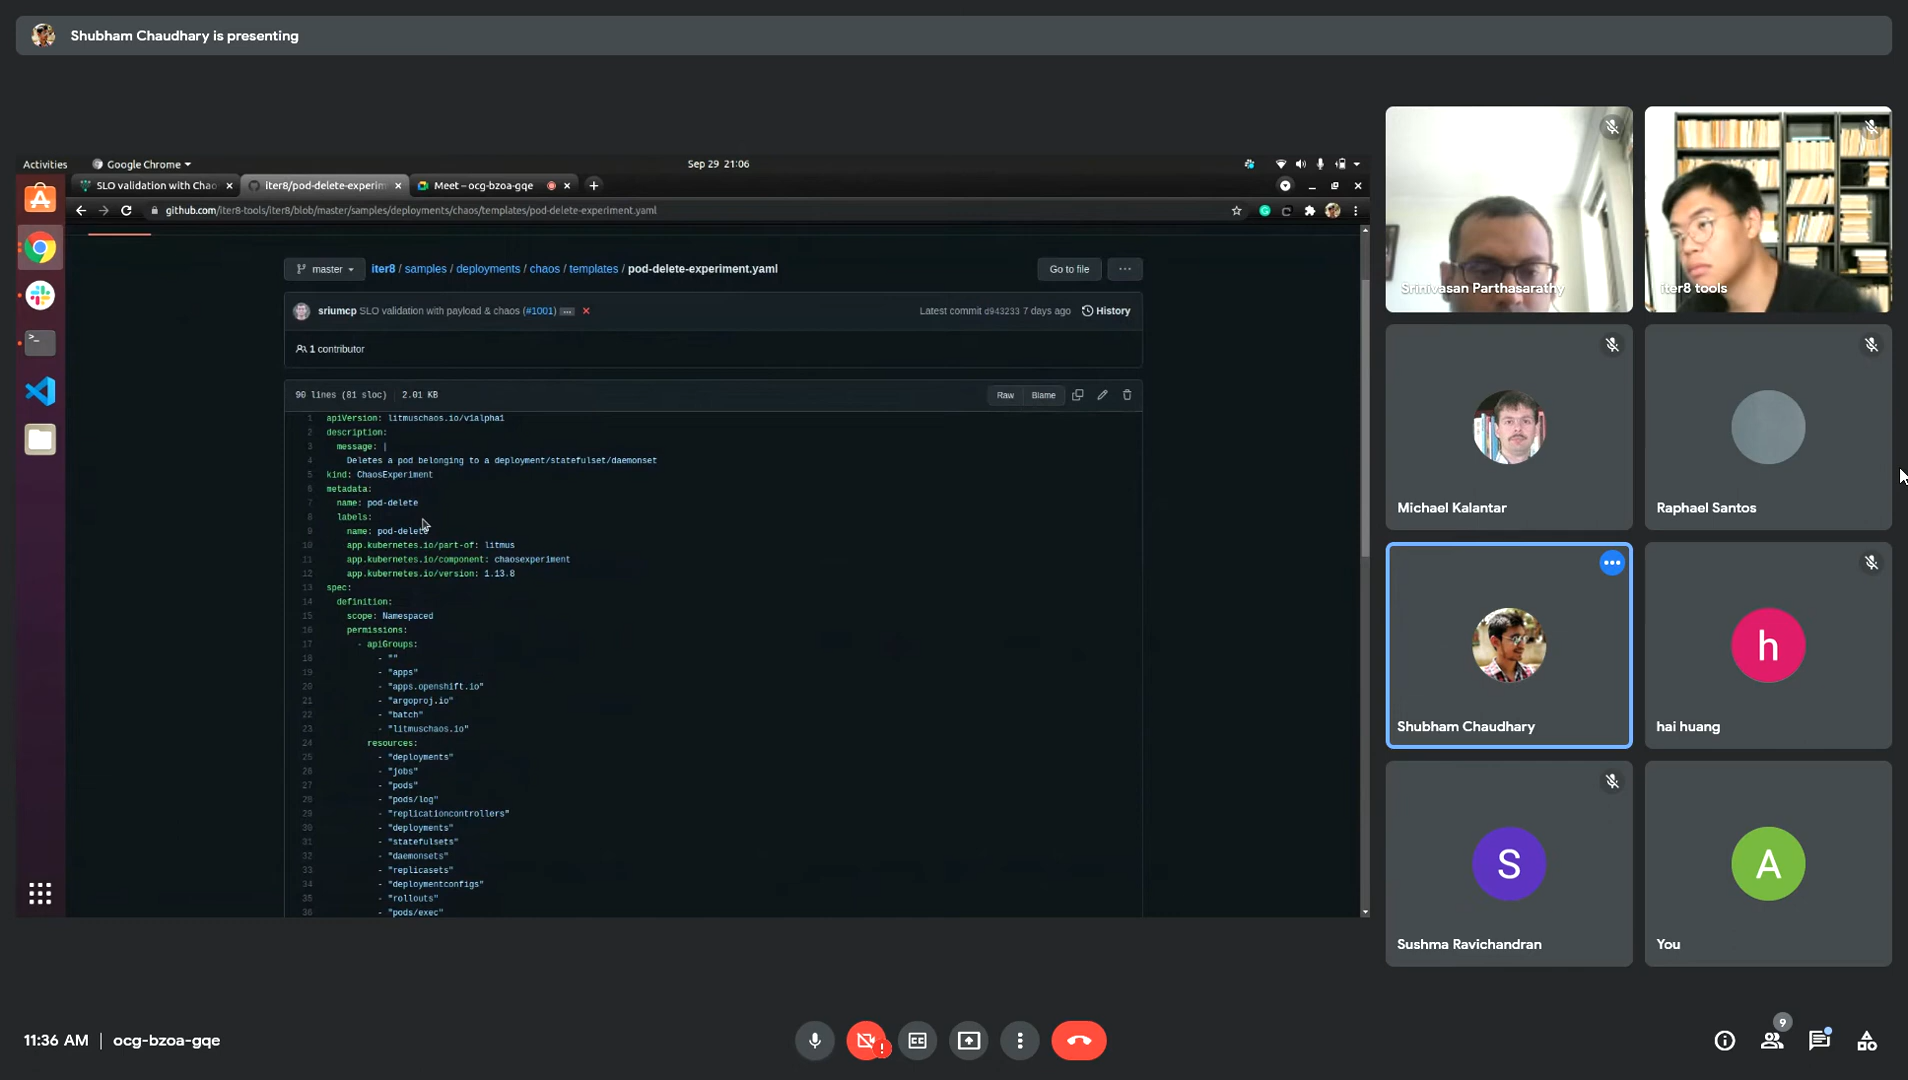 Shubham Chaudhary is presenting
Activities
Google Chrome
Sep 29 21:06
SLO validation with Chao
iter8/pod-delete-experim
Meet – ocg-bzoa-gqe
github.com/iter8-tools/iter8/blob/master/samples/deployments/chaos/templates/pod-delete-experiment.yaml
master
iter8 / samples / deployments / chaos / templates / pod-delete-experiment.yaml
Go to file
sriumcp SLO validation with payload & chaos (#1001)
Latest commit d943233 7 days ago
History
1 contributor
90 lines (81 sloc) 2.01 KB
Raw
Blame
1 apiVersion: litmuschaos.io/v1alpha1
2 description:
3 message: |
4 Deletes a pod belonging to a deployment/statefulset/daemonset
5 kind: ChaosExperiment
6 metadata:
7 name: pod-delete
8 labels:
9 name: pod-delete
10 app.kubernetes.io/part-of: litmus
11 app.kubernetes.io/component: chaosexperiment
12 app.kubernetes.io/version: 1.13.8
13 spec:
14 definition:
15 scope: Namespaced
16 permissions:
17 - apiGroups:
18 - ""
19 - "apps"
20 - "apps.openshift.io"
21 - "argoproj.io"
22 - "batch"
23 - "litmuschaos.io"
24 resources:
25 - "deployments"
26 - "jobs"
27 - "pods"
28 - "pods/log"
29 - "replicationcontrollers"
30 - "deployments"
31 - "statefulsets"
32 - "daemonsets"
33 - "replicasets"
34 - "deploymentconfigs"
35 - "rollouts"
36 - "pods/exec"
Srinivasan Parthasarathy
iter8 tools
Michael Kalantar
Raphael Santos
Shubham Chaudhary
h
hai huang
S
Sushma Ravichandran
A
You
11:36 AM | ocg-bzoa-gqe
9